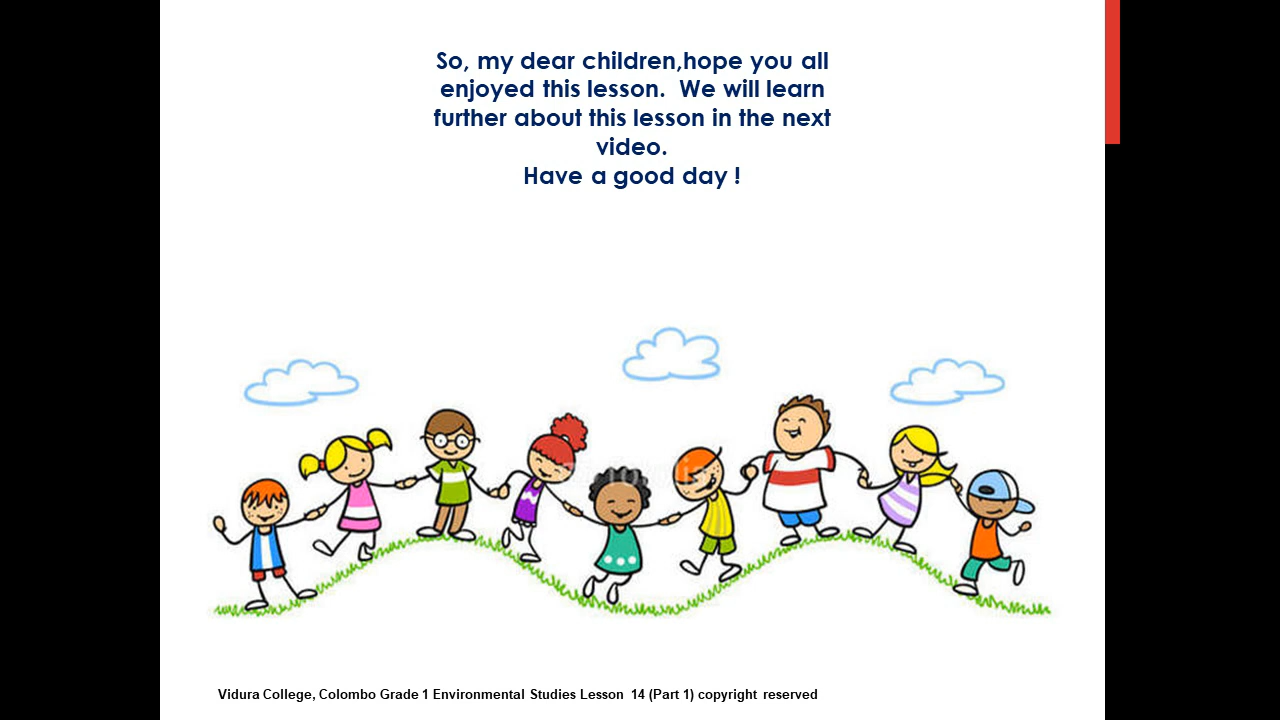 So, my dear children,hope you all
enjoyed this lesson.  We will learn
further about this lesson in the next
video.
Have a good day !
Vidura College, Colombo Grade 1 Environmental Studies Lesson 14 (Part 1) copyright reserved